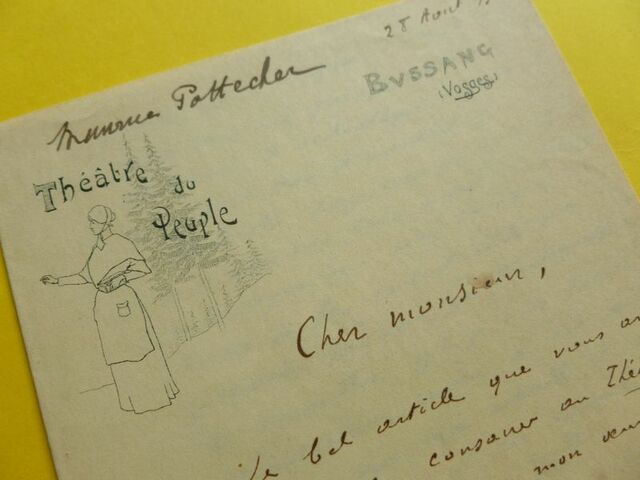 28 Août
Maurice Pottecher
BUSSANG
(Vosges)
Théâtre du
Peuple
Cher monsieur,
Le bel article que vous
consacrer au Thé
mon